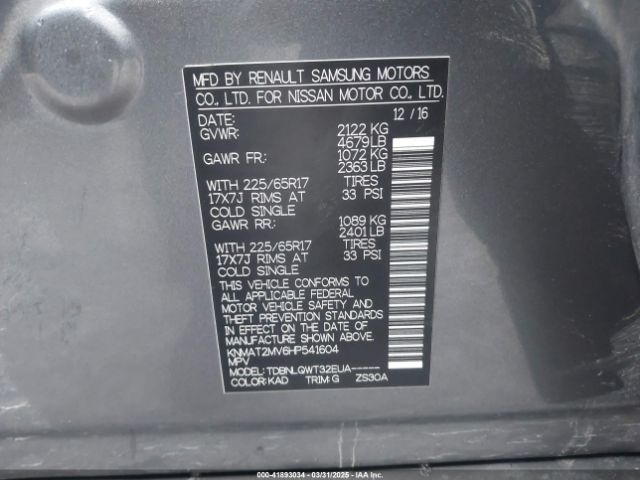 MFD BY RENAULT SAMSUNG MOTORS
CO., LTD. FOR NISSAN MOTOR CO., LTD.
DATE: 12 / 16
GVWR: 2122 KG
4679 LB
GAWR FR: 1072 KG
2363 LB
WITH 225/65R17 TIRES
17X7J RIMS AT 33 PSI
COLD SINGLE
GAWR RR: 1089 KG
2401 LB
WITH 225/65R17 TIRES
17X7J RIMS AT 33 PSI
COLD SINGLE
THIS VEHICLE CONFORMS TO
ALL APPLICABLE FEDERAL
MOTOR VEHICLE SAFETY AND
THEFT PREVENTION STANDARDS
IN EFFECT ON THE DATE OF
MANUFACTURE SHOWN ABOVE.
KNMAT2MV6HP541604
MPV
MODEL: TDBNLQWT32EUA-----
COLOR: KAD TRIM: G ZS30A
000-41893034 - 03/31/2025 - IAA Inc.